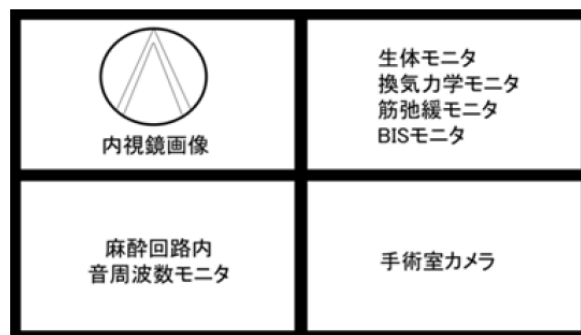 内視鏡画像
生体モニタ
換気力学モニタ
筋弛緩モニタ
BISモニタ
麻酔回路内
音周波数モニタ
手術室カメラ